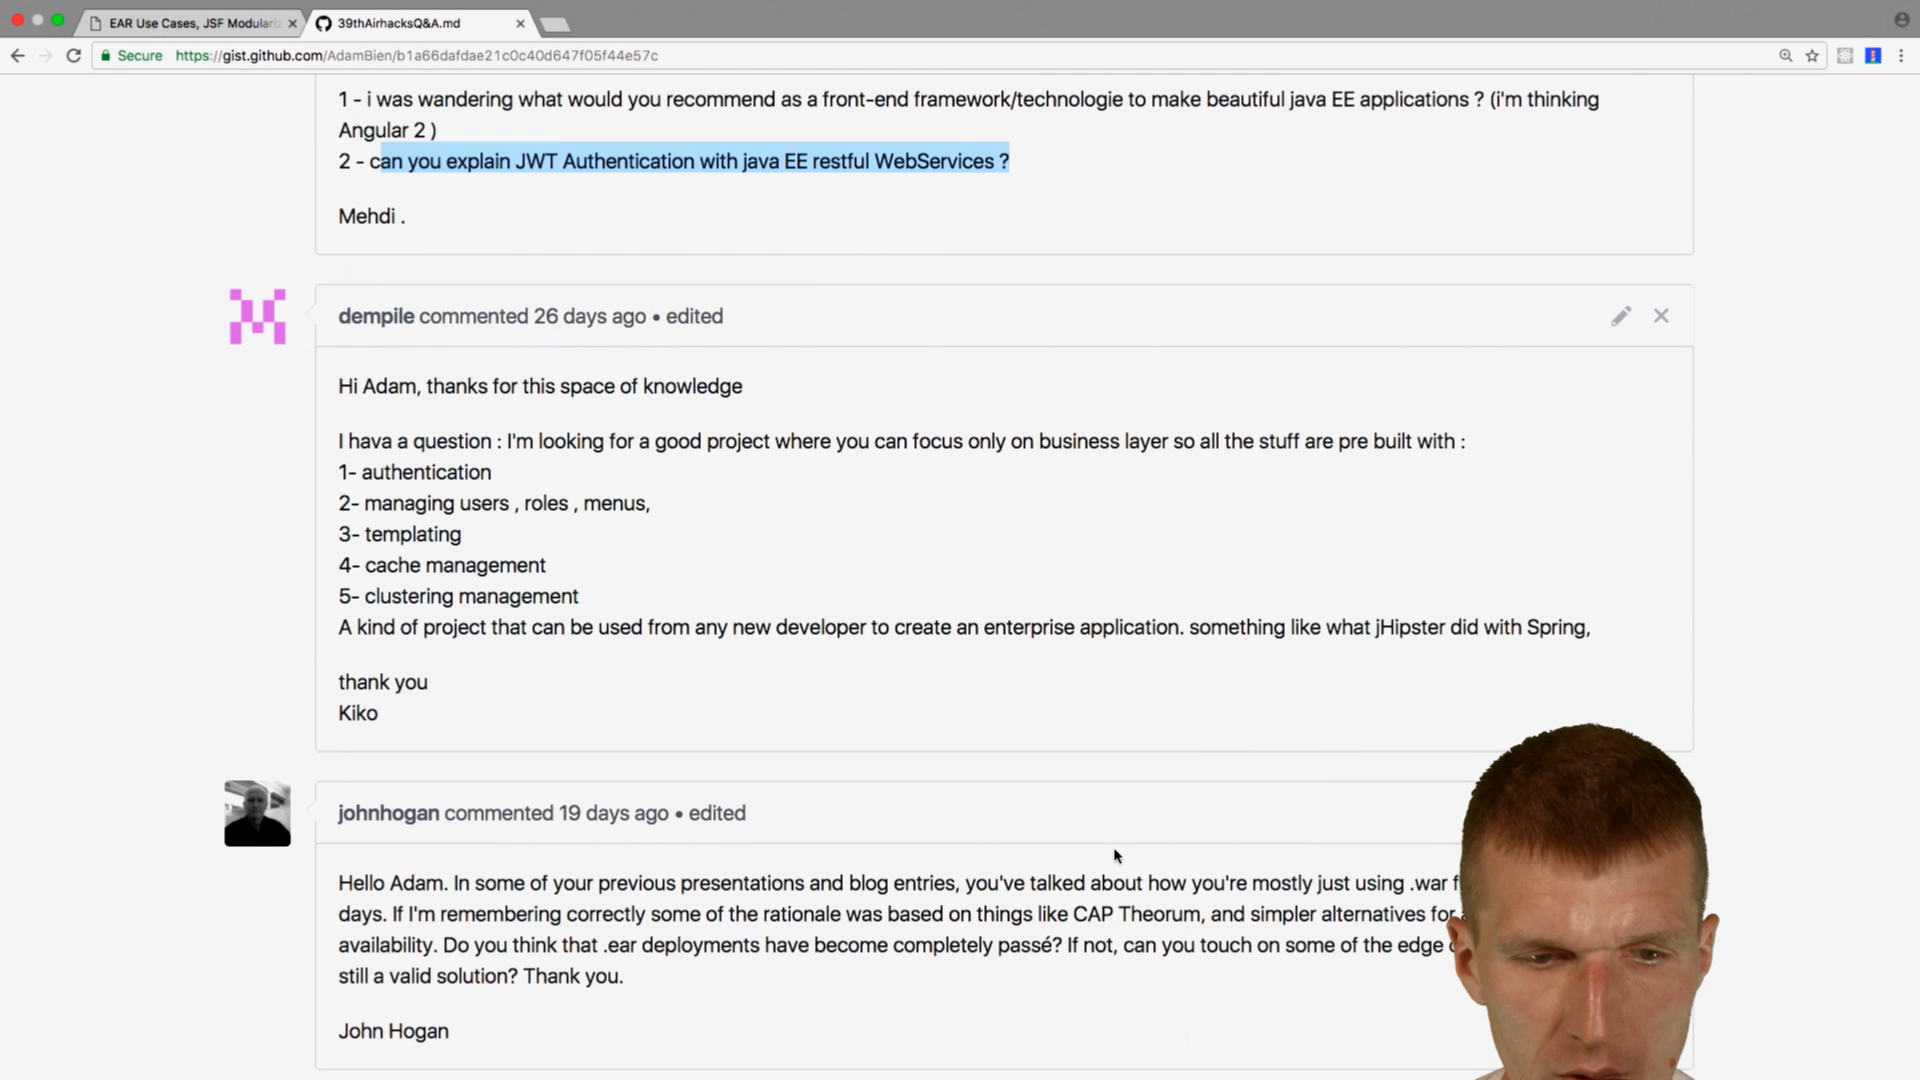 EAR Use Cases, JSF Modulari
39thAirhacksQ&A.md
Secure https://gist.github.com/AdamBien/b1a66dafdae21c0c40d647f05f44e57c
1 - i was wandering what would you recommend as a front-end framework/technologie to make beautiful java EE applications ? (i'm thinking
Angular 2 )
2 - can you explain JWT Authentication with java EE restful WebServices ?
Mehdi .
dempile commented 26 days ago • edited
Hi Adam, thanks for this space of knowledge
I hava a question : I'm looking for a good project where you can focus only on business layer so all the stuff are pre built with :
1- authentication
2- managing users , roles , menus,
3- templating
4- cache management
5- clustering management
A kind of project that can be used from any new developer to create an enterprise application. something like what jHipster did with Spring,
thank you
Kiko
johnhogan commented 19 days ago • edited
Hello Adam. In some of your previous presentations and blog entries, you've talked about how you're mostly just using .war
days. If I'm remembering correctly some of the rationale was based on things like CAP Theorum, and simpler alternatives for
availability. Do you think that .ear deployments have become completely passé? If not, can you touch on some of the edge
still a valid solution? Thank you.
John Hogan